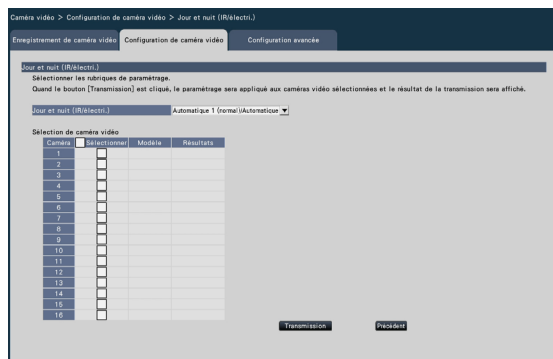 Caméra vidéo > Configuration de caméra vidéo > Jour et nuit (IR/électri.)
Enregistrement de caméra vidéo Configuration de caméra vidéo Configuration avancée
Jour et nuit (IR/électri.)
Sélectionner les rubriques de paramétrage.
Quand le bouton [Transmission] est cliqué, le paramétrage sera appliqué aux caméras vidéo sélectionnées et le résultat de la transmission sera affiché.
Jour et nuit (IR/électri.) Automatique 1 (normal)/Automatique
Sélection de caméra vidéo
Caméra Sélectionner Modèle Résultats
1
2
3
4
5
6
7
8
9
10
11
12
13
14
15
16
Transmission Précédent